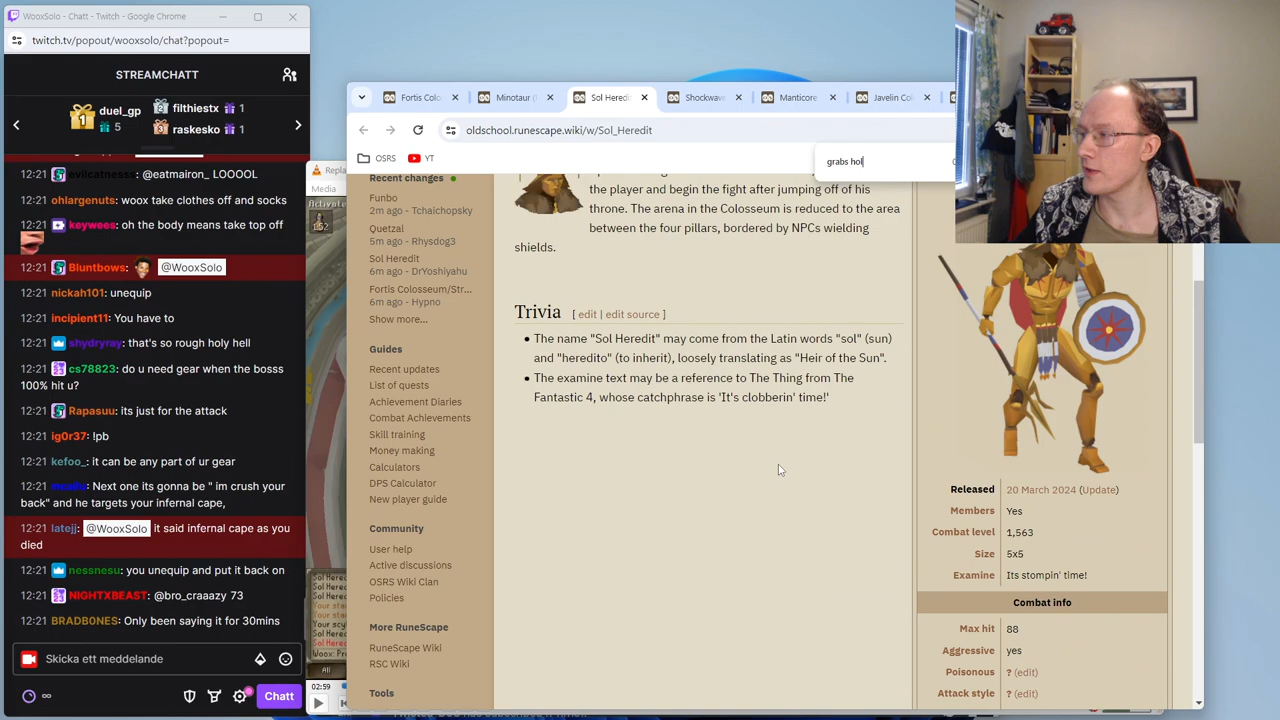 WooxSolo - Chatt - Twitch - Google Chrome
twitch.tv/popout/wooxsolo/chat?popout=
STREAMCHATT
duel_gp
5
filthiestx 1
raskesko 1
evilcatnesss: @eatmairon_ LOOOOL
ohlargenuts: woox take clothes off and socks
keywees: oh the body means take top off
12:21 Bluntbows: @WooxSolo
12:21 nickah101: unequip
12:21 incipient11: You have to
12:21 shydryray: that's so rough holy hell
12:21 cs78823: do u need gear when the bosss
100% hit u?
12:21 Rapasuu: its just for the attack
12:21 ig0r37: !pb
12:21 kefoo_: it can be any part of ur gear
12:21 Next one its gonna be " im crush your
back" and he targets your infernal cape,
12:21 latejj: @WooxSolo it said infernal cape as you
died
12:21 nessnesu: you unequip and put it back on
12:21 NIGHTXBEAST: @bro_craaazy 73
12:21 BRADB0NES: Only been saying it for 30mins
Skicka ett meddelande
Chatt
Repla
Media
Activate
152
Sol Hered
Your sta
Woox: Pr
All
02:59
Fortis Colo
Minotaur (
Sol Heredi
Shockwave
Manticore
Javelin Col
oldschool.runescape.wiki/w/Sol_Heredit
OSRS
YT
grabs hol
Recent changes
Funbo
2m ago - Tchaichopsky
Quetzal
5m ago - Rhysdog3
Sol Heredit
6m ago - DrYoshiyahu
Fortis Colosseum/Str...
6m ago - Hypno
Show more...
Guides
Recent updates
List of quests
Achievement Diaries
Combat Achievements
Skill training
Money making
Calculators
DPS Calculator
New player guide
Community
User help
Active discussions
OSRS Wiki Clan
Policies
More RuneScape
RuneScape Wiki
RSC Wiki
Tools
the player and begin the fight after jumping off of his
throne. The arena in the Colosseum is reduced to the area
between the four pillars, bordered by NPCs wielding
shields.
Trivia [ edit | edit source ]
The name "Sol Heredit" may come from the Latin words "sol" (sun)
and "heredito" (to inherit), loosely translating as "Heir of the Sun".
The examine text may be a reference to The Thing from The
Fantastic 4, whose catchphrase is 'It's clobberin' time!'
Released 20 March 2024 (Update)
Members Yes
Combat level 1,563
Size 5x5
Examine Its stompin' time!
Combat info
Max hit 88
Aggressive yes
Poisonous ? (edit)
Attack style ? (edit)